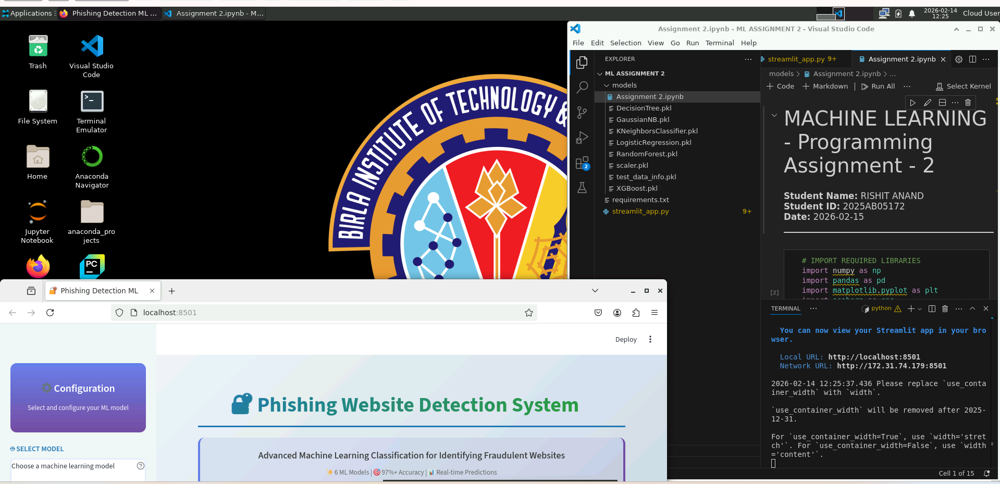 Applications
Phishing Detection ML ...
Assignment 2.ipynb - M...
2026-02-14
12:25
Cloud User
Trash
Visual Studio
Code
File System
Terminal
Emulator
Home
Anaconda
Navigator
Jupyter
Notebook
anaconda_pro
jects
PC
BIRLA INSTITUTE OF TECHNOLOGY &
Assignment 2.ipynb - ML ASSIGNMENT 2 - Visual Studio Code
File Edit Selection View Go Run Terminal Help
EXPLORER
ML ASSIGNMENT 2
models
Assignment 2.ipynb
DecisionTree.pkl
GaussianNB.pkl
KNeighborsClassifier.pkl
LogisticRegression.pkl
RandomForest.pkl
scaler.pkl
test_data_info.pkl
XGBoost.pkl
requirements.txt
streamlit_app.py 9+
2
streamlit_app.py 9+
Assignment 2.ipynb
models > Assignment 2.ipynb > ...
+ Code + Markdown Run All ... Select Kernel
MACHINE LEARNING
- Programming
Assignment - 2
Student Name: RISHIT ANAND
Student ID: 2025AB05172
Date: 2026-02-15
# IMPORT REQUIRED LIBRARIES
import numpy as np
import pandas as pd
import matplotlib.pyplot as plt
[2]
TERMINAL ... python
You can now view your Streamlit app in your bro
wser.
Local URL: http://localhost:8501
Network URL: http://172.31.74.179:8501
2026-02-14 12:25:37.436 Please replace `use_conta
iner_width` with `width`.
`use_container_width` will be removed after 2025-
12-31.
For `use_container_width=True`, use `width='stret
ch'`. For `use_container_width=False`, use `width
='content'`.
Cell 1 of 15
Phishing Detection ML
localhost:8501
Deploy
Configuration
Select and configure your ML model
SELECT MODEL
Choose a machine learning model
Phishing Website Detection System
Advanced Machine Learning Classification for Identifying Fraudulent Websites
✨ 6 ML Models | 🎯 97%+ Accuracy | 📊 Real-time Predictions